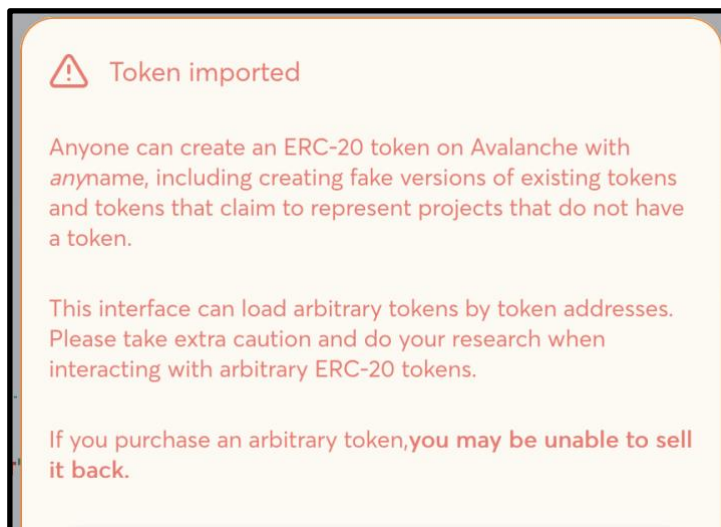 Token imported
Anyone can create an ERC-20 token on Avalanche with
anyname, including creating fake versions of existing tokens
and tokens that claim to represent projects that do not have
a token.
This interface can load arbitrary tokens by token addresses.
Please take extra caution and do your research when
interacting with arbitrary ERC-20 tokens.
If you purchase an arbitrary token,you may be unable to sell
it back.